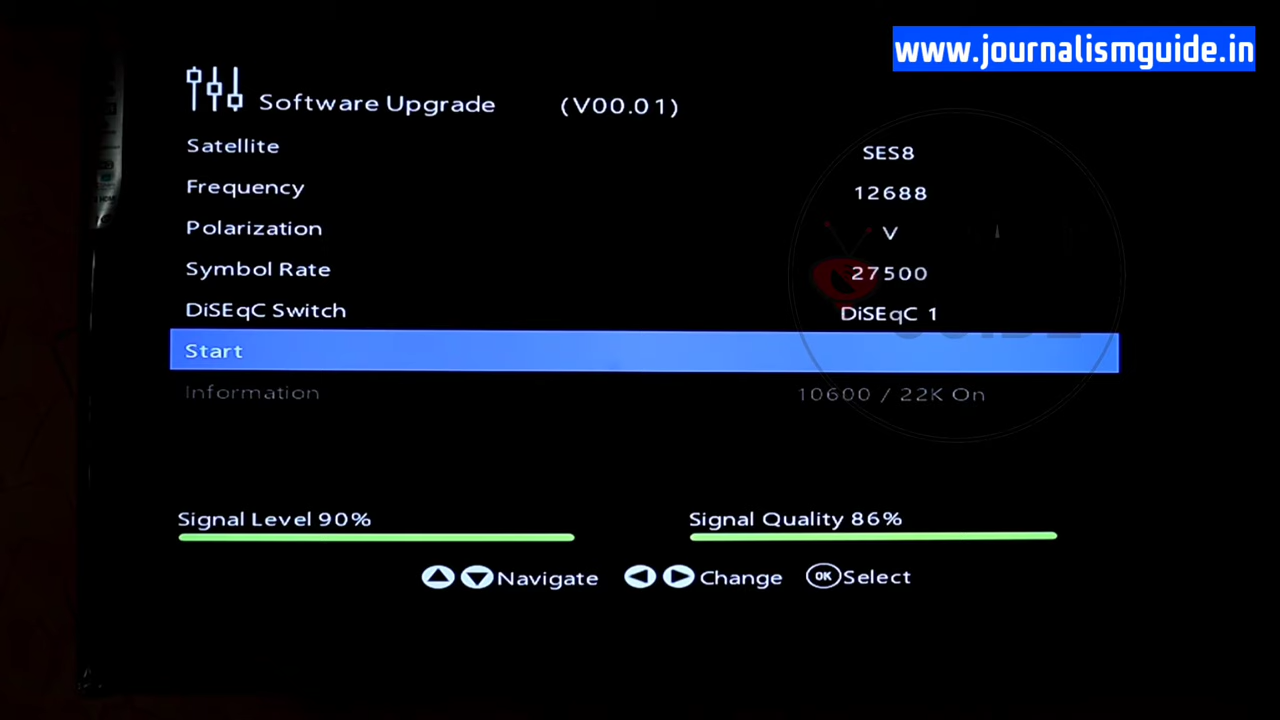 www.journalismguide.in
Software Upgrade (V00.01)
Satellite SES8
Frequency 12688
Polarization V
Symbol Rate 27500
DiSEqC Switch DiSEqC 1
Start
Information 10600 / 22K On
Signal Level 90% Signal Quality 86%
Navigate Change OK Select